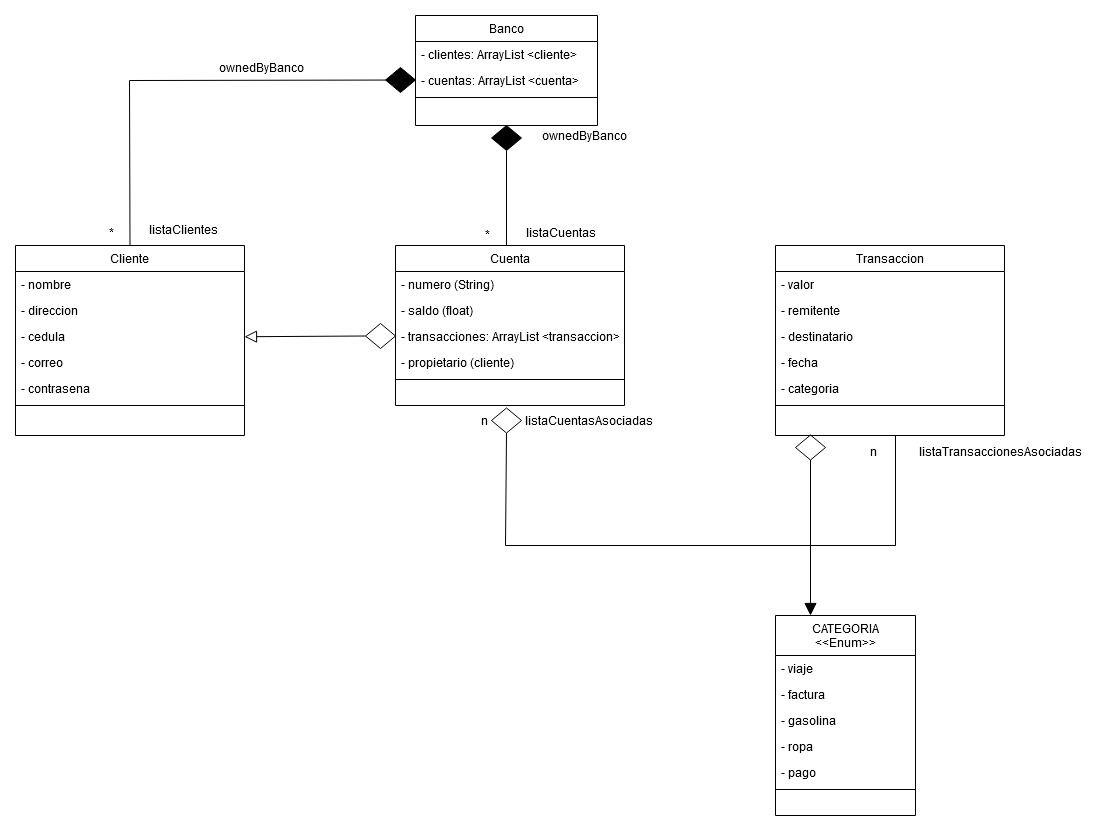 Banco
- clientes: ArrayList <cliente>
- cuentas: ArrayList <cuenta>
ownedByBanco
ownedByBanco
* listaClientes
* listaCuentas
Cliente
- nombre
- direccion
- cedula
- correo
- contrasena
Cuenta
- numero (String)
- saldo (float)
- transacciones: ArrayList <transaccion>
- propietario (cliente)
n listaCuentasAsociadas
Transaccion
- valor
- remitente
- destinatario
- fecha
- categoria
n listaTransaccionesAsociadas
CATEGORIA
<<Enum>>
- viaje
- factura
- gasolina
- ropa
- pago